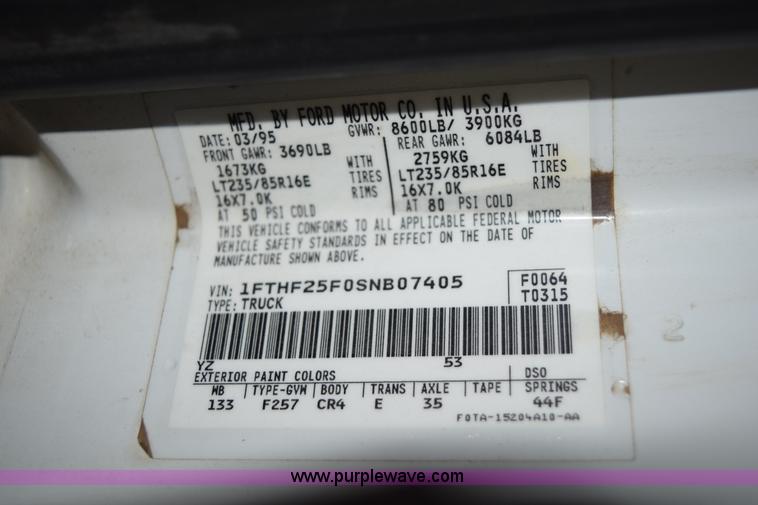 MFD. BY FORD MOTOR CO. IN U.S.A.
DATE: 03/95 GVWR: 8600LB/ 3900KG
FRONT GAWR: 3690LB REAR GAWR: 6084LB
1673KG WITH 2759KG WITH
LT235/85R16E TIRES LT235/85R16E TIRES
16X7.0K RIMS 16X7.0K RIMS
AT 50 PSI COLD AT 80 PSI COLD
THIS VEHICLE CONFORMS TO ALL APPLICABLE FEDERAL MOTOR
VEHICLE SAFETY STANDARDS IN EFFECT ON THE DATE OF
MANUFACTURE SHOWN ABOVE.
VIN: 1FTHF25F0SNB07405 F0064
TYPE: TRUCK T0315
YZ 53
EXTERIOR PAINT COLORS DSO
WB TYPE-GVM BODY TRANS AXLE TAPE SPRINGS
133 F257 CR4 E 35 44F
F0TA-15204A10-AA
2
www.purplewave.com